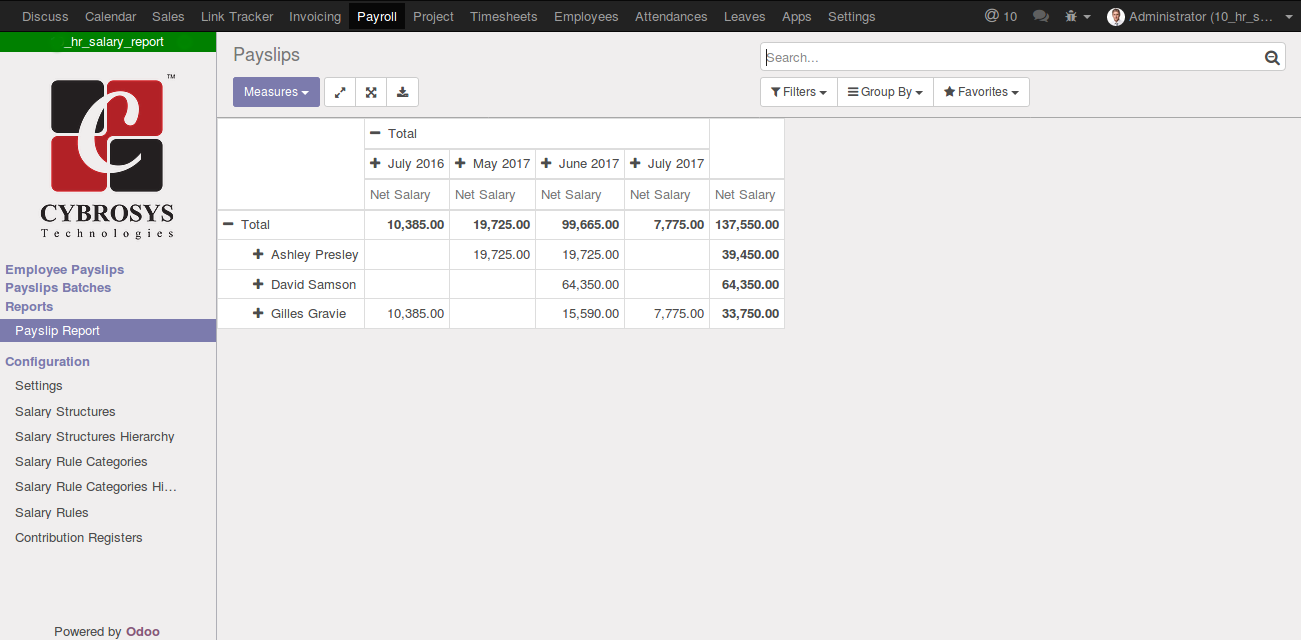 Discuss Calendar Sales Link Tracker Invoicing Payroll Project Timesheets Employees Attendances Leaves Apps Settings @ 10 Administrator (10_hr_s...
_hr_salary_report
TM
CYBROSYS
Technologies
Employee Payslips
Payslips Batches
Reports
Payslip Report
Configuration
Settings
Salary Structures
Salary Structures Hierarchy
Salary Rule Categories
Salary Rule Categories Hi...
Salary Rules
Contribution Registers
Powered by Odoo
Payslips
Search...
Measures
Filters Group By Favorites
Total
July 2016 May 2017 June 2017 July 2017
Net Salary Net Salary Net Salary Net Salary Net Salary
Total 10,385.00 19,725.00 99,665.00 7,775.00 137,550.00
Ashley Presley 19,725.00 19,725.00 39,450.00
David Samson 64,350.00 64,350.00
Gilles Gravie 10,385.00 15,590.00 7,775.00 33,750.00